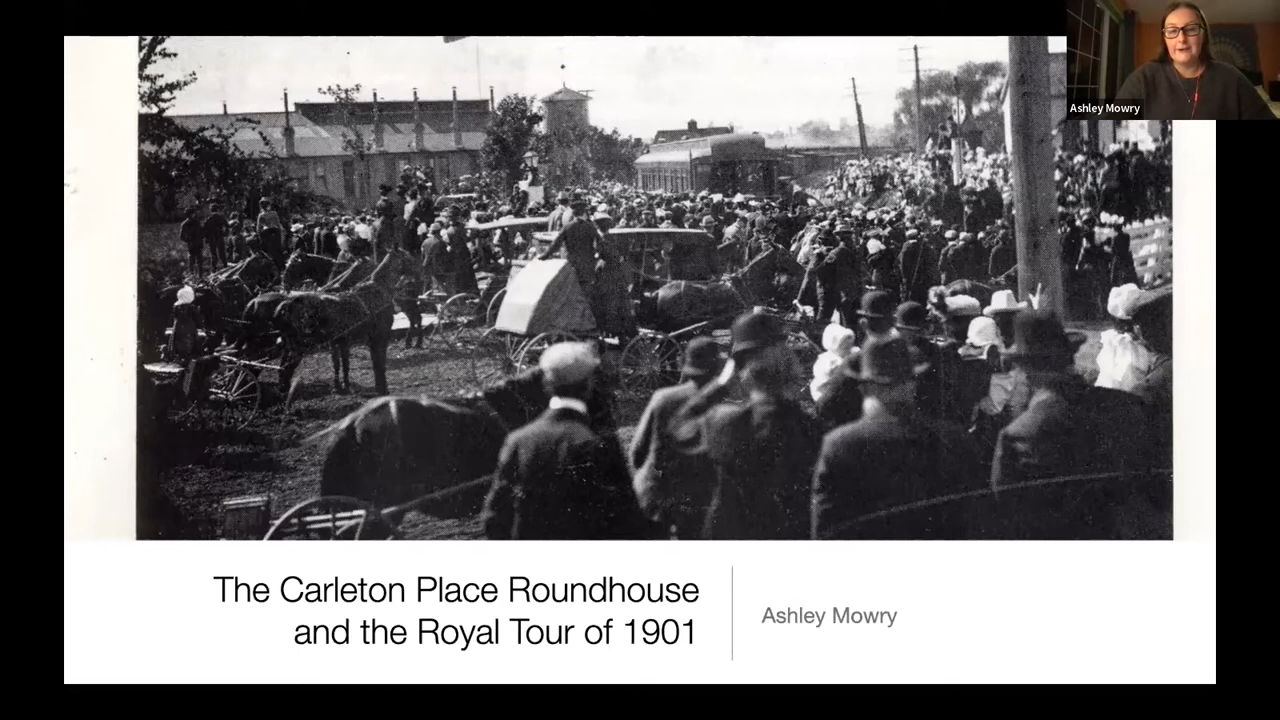 Ashley Mowry
The Carleton Place Roundhouse
and the Royal Tour of 1901
Ashley Mowry